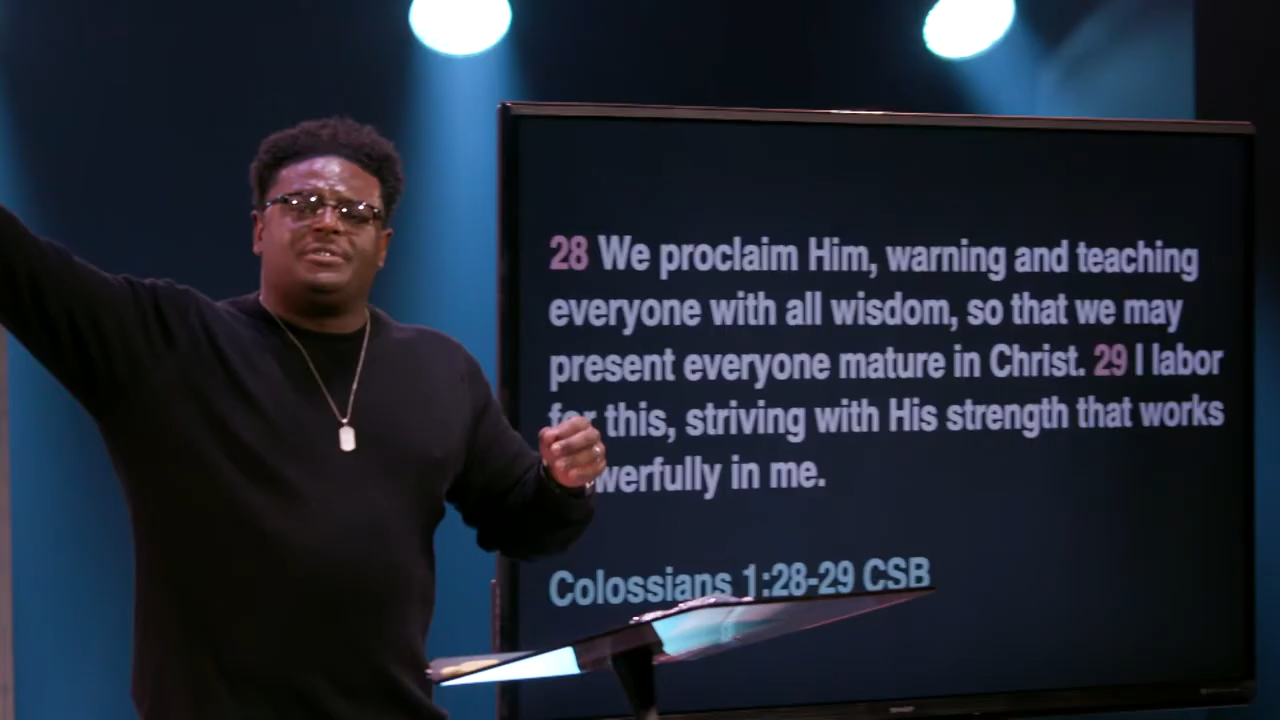 28 We proclaim Him, warning and teaching
everyone with all wisdom, so that we may
present everyone mature in Christ. 29 I labor
for this, striving with His strength that works
werfully in me.
Colossians 1:28-29 CSB